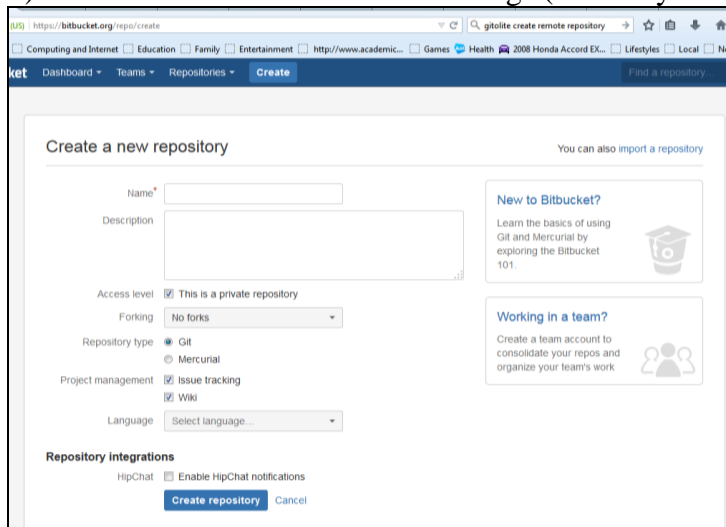 (US) https://bitbucket.org/repo/create gitolite create remote repository
Computing and Internet Education Family Entertainment http://www.academic... Games Health 2008 Honda Accord EX... Lifestyles Local
ket Dashboard Teams Repositories Create Find a repository...
Create a new repository
You can also import a repository
Name*
Description
Access level This is a private repository
Forking No forks
Repository type Git
Mercurial
Project management Issue tracking
Wiki
Language Select language...
Repository integrations
HipChat Enable HipChat notifications
Create repository Cancel
New to Bitbucket?
Learn the basics of using
Git and Mercurial by
exploring the Bitbucket
101.
Working in a team?
Create a team account to
consolidate your repos and
organize your team's work